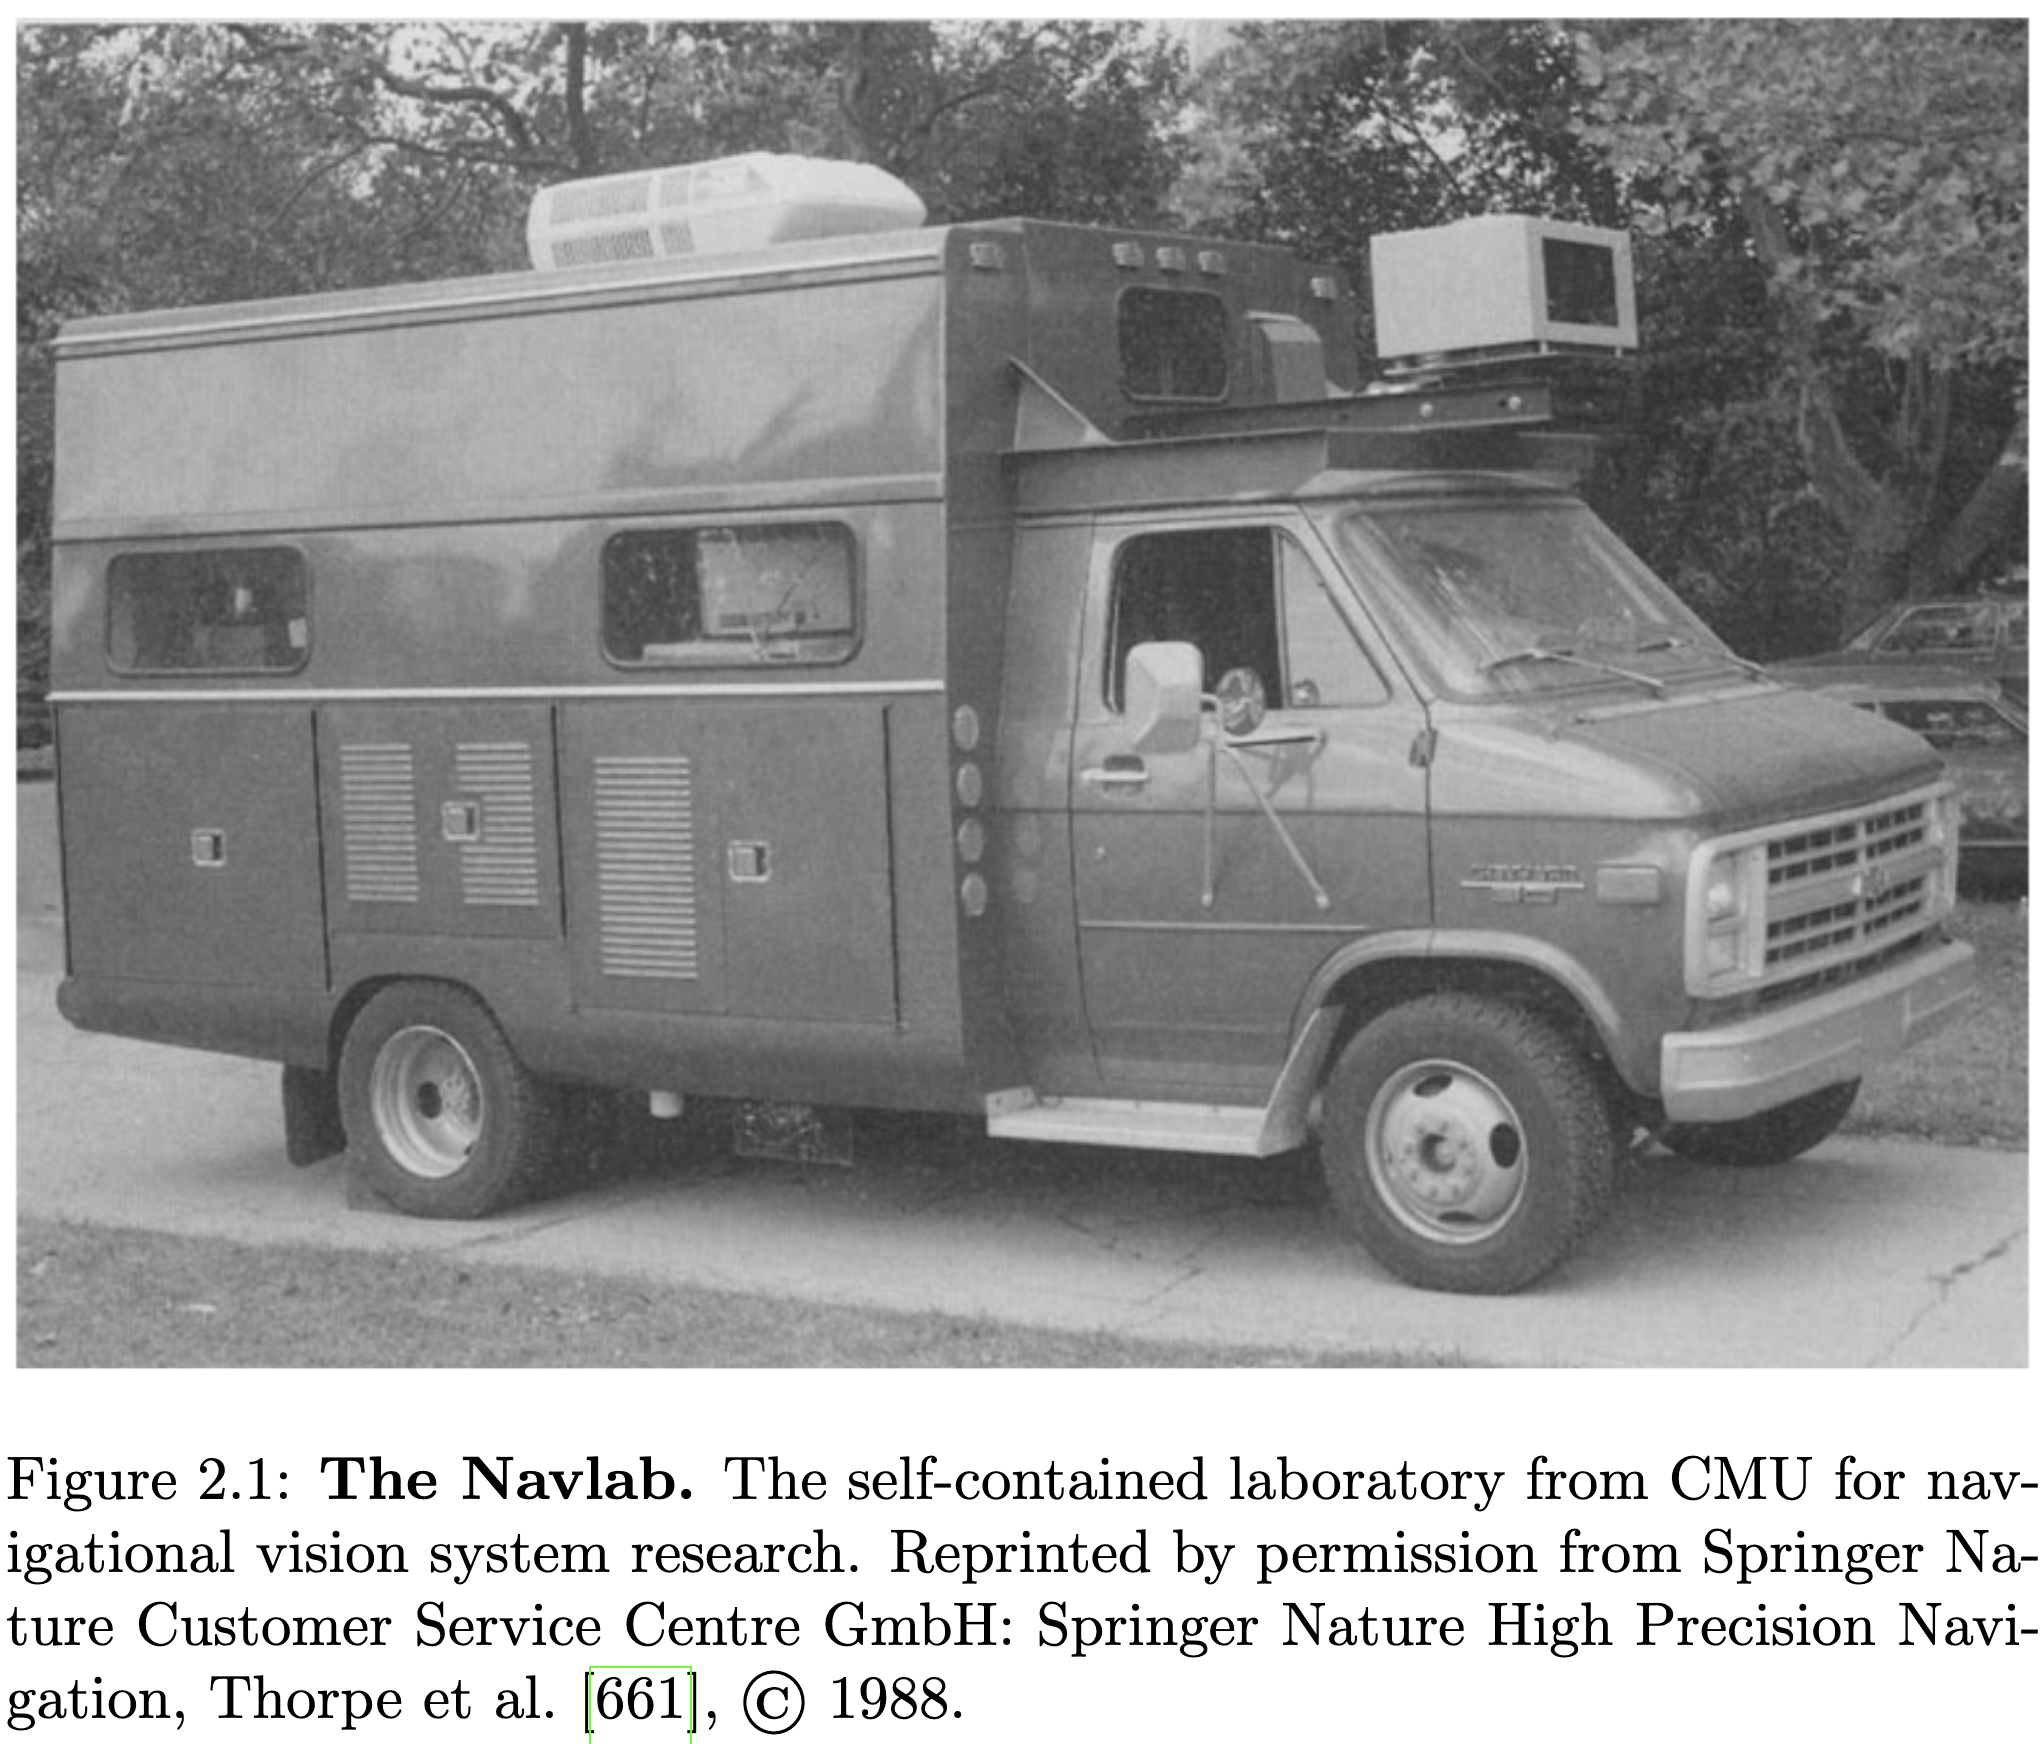 Figure 2.1: The Navlab. The self-contained laboratory from CMU for nav-
igational vision system research. Reprinted by permission from Springer Na-
ture Customer Service Centre GmbH: Springer Nature High Precision Navi-
gation, Thorpe et al. [661], © 1988.